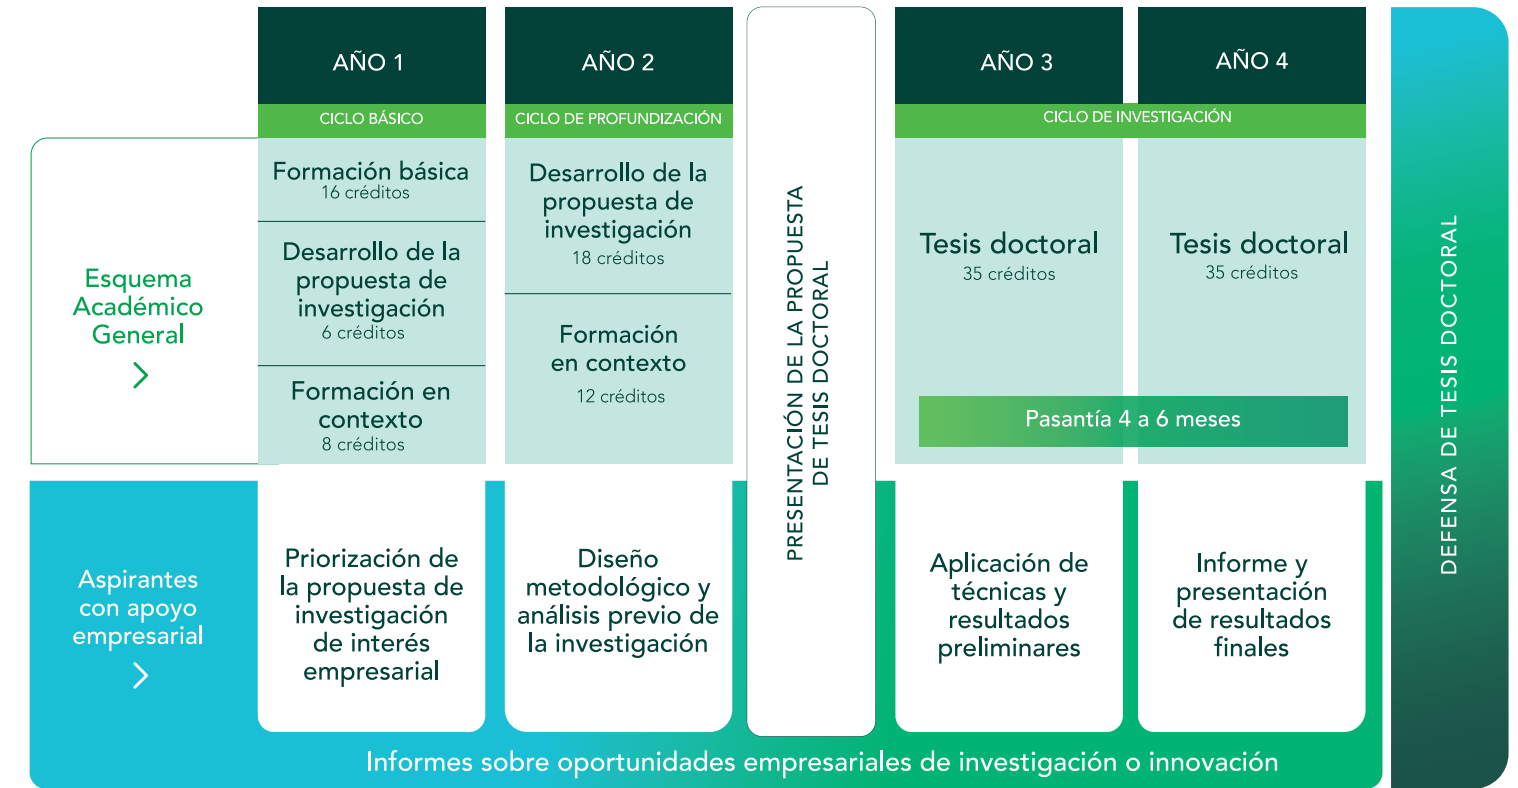 AÑO 1
AÑO 2
AÑO 3
AÑO 4
CICLO BÁSICO
CICLO DE PROFUNDIZACIÓN
CICLO DE INVESTIGACIÓN
Esquema
Académico
General
Formación básica
16 créditos
Desarrollo de la
propuesta de
investigación
6 créditos
Formación en
contexto
8 créditos
Desarrollo de la
propuesta de
investigación
18 créditos
Formación
en contexto
12 créditos
PRESENTACIÓN DE LA PROPUESTA
DE TESIS DOCTORAL
Tesis doctoral
35 créditos
Tesis doctoral
35 créditos
Pasantía 4 a 6 meses
DEFENSA DE TESIS DOCTORAL
Aspirantes
con apoyo
empresarial
Priorización de
la propuesta de
investigación
de interés
empresarial
Diseño
metodológico y
análisis previo de
la investigación
Aplicación de
técnicas y
resultados
preliminares
Informe y
presentación
de resultados
finales
Informes sobre oportunidades empresariales de investigación o innovación